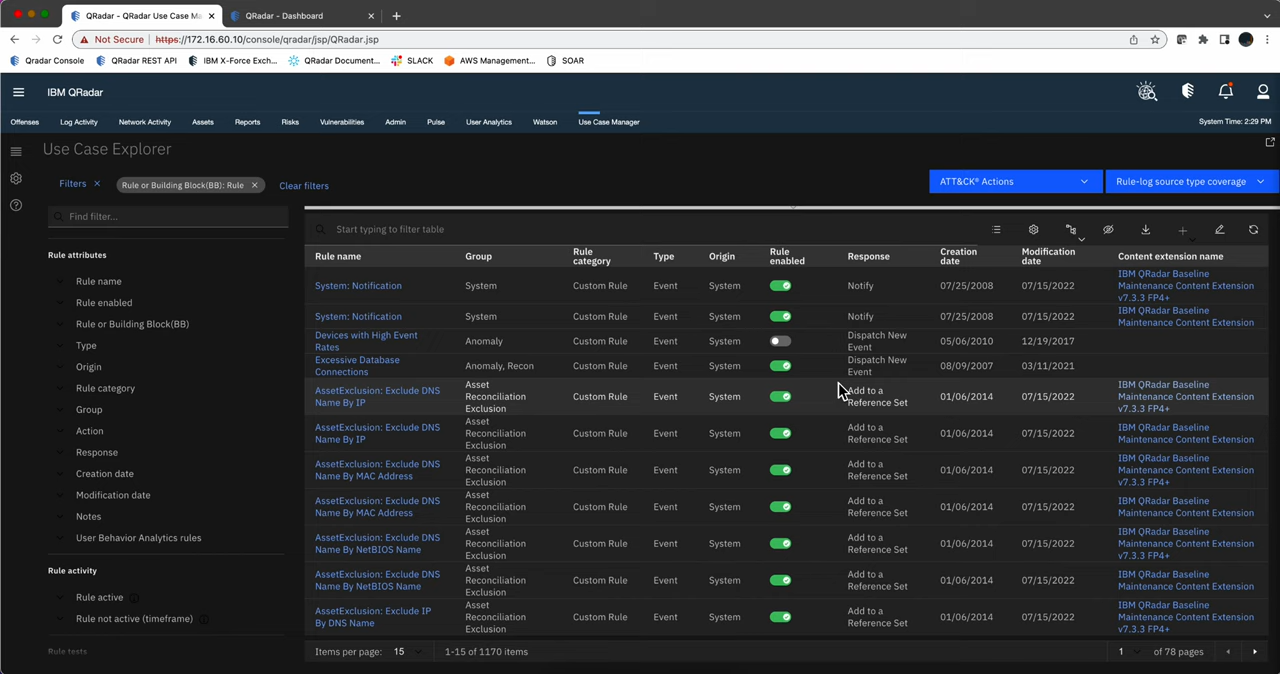 QRadar - QRadar Use Case Ma
QRadar - Dashboard
Not Secure | https://172.16.60.10/console/qradar/jsp/QRadar.jsp
Qradar Console
QRadar REST API
IBM X-Force Exch...
QRadar Document...
SLACK
AWS Management...
SOAR
IBM QRadar
Offenses
Log Activity
Network Activity
Assets
Reports
Risks
Vulnerabilities
Admin
Pulse
User Analytics
Watson
Use Case Manager
System Time: 2:29 PM
Use Case Explorer
Filters
Rule or Building Block(BB): Rule
Clear filters
ATT&CK® Actions
Rule-log source type coverage
Find filter...
Rule attributes
Rule name
Rule enabled
Rule or Building Block(BB)
Type
Origin
Rule category
Group
Action
Response
Creation date
Modification date
Notes
User Behavior Analytics rules
Rule activity
Rule active
Rule not active (timeframe)
Rule tests
Start typing to filter table
Rule name
Group
Rule category
Type
Origin
Rule enabled
Response
Creation date
Modification date
Content extension name
System: Notification
System
Custom Rule
Event
System
Notify
07/25/2008
07/15/2022
IBM QRadar Baseline
Maintenance Content Extension
v7.3.3 FP4+
System: Notification
System
Custom Rule
Event
System
Notify
07/25/2008
07/15/2022
IBM QRadar Baseline
Maintenance Content Extension
Devices with High Event
Rates
Anomaly
Custom Rule
Event
System
Dispatch New
Event
05/06/2010
12/19/2017
Excessive Database
Connections
Anomaly, Recon
Custom Rule
Event
System
Dispatch New
Event
08/09/2007
03/11/2021
AssetExclusion: Exclude DNS
Name By IP
Asset
Reconciliation
Exclusion
Custom Rule
Event
System
Add to a
Reference Set
01/06/2014
07/15/2022
IBM QRadar Baseline
Maintenance Content Extension
v7.3.3 FP4+
AssetExclusion: Exclude DNS
Name By IP
Asset
Reconciliation
Exclusion
Custom Rule
Event
System
Add to a
Reference Set
01/06/2014
07/15/2022
IBM QRadar Baseline
Maintenance Content Extension
AssetExclusion: Exclude DNS
Name By MAC Address
Asset
Reconciliation
Exclusion
Custom Rule
Event
System
Add to a
Reference Set
01/06/2014
07/15/2022
IBM QRadar Baseline
Maintenance Content Extension
v7.3.3 FP4+
AssetExclusion: Exclude DNS
Name By MAC Address
Asset
Reconciliation
Exclusion
Custom Rule
Event
System
Add to a
Reference Set
01/06/2014
07/15/2022
IBM QRadar Baseline
Maintenance Content Extension
AssetExclusion: Exclude DNS
Name By NetBIOS Name
Asset
Reconciliation
Exclusion
Custom Rule
Event
System
Add to a
Reference Set
01/06/2014
07/15/2022
IBM QRadar Baseline
Maintenance Content Extension
v7.3.3 FP4+
AssetExclusion: Exclude DNS
Name By NetBIOS Name
Asset
Reconciliation
Exclusion
Custom Rule
Event
System
Add to a
Reference Set
01/06/2014
07/15/2022
IBM QRadar Baseline
Maintenance Content Extension
AssetExclusion: Exclude IP
By DNS Name
Asset
Reconciliation
Exclusion
Custom Rule
Event
System
Add to a
Reference Set
01/06/2014
07/15/2022
IBM QRadar Baseline
Maintenance Content Extension
v7.3.3 FP4+
Items per page: 15
1-15 of 1170 items
1 of 78 pages